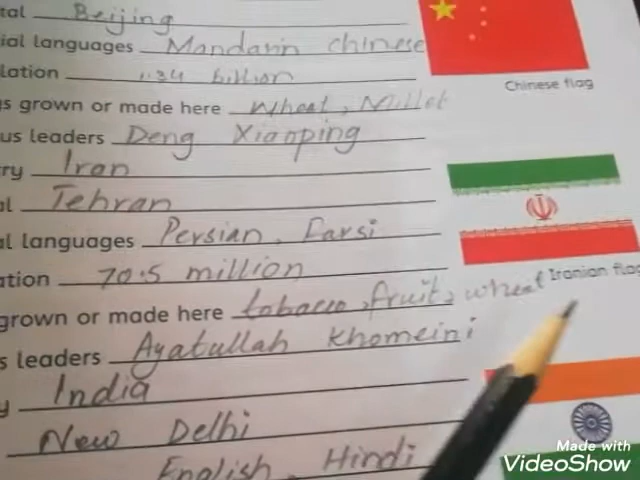 tal Beijing
ial languages Mandarin chinese
lation 1.34 billion
Chinese flag
s grown or made here Wheat, Millet
us leaders Deng Xiaoping
ry Iran
al Tehran
al languages Persian, Farsi
ation 70.5 million
Iranian flag
grown or made here tobacco, fruit, wheat
s leaders Ayatullah Khomeini
y India
New Delhi
English, Hindi
Made with
VideoShow